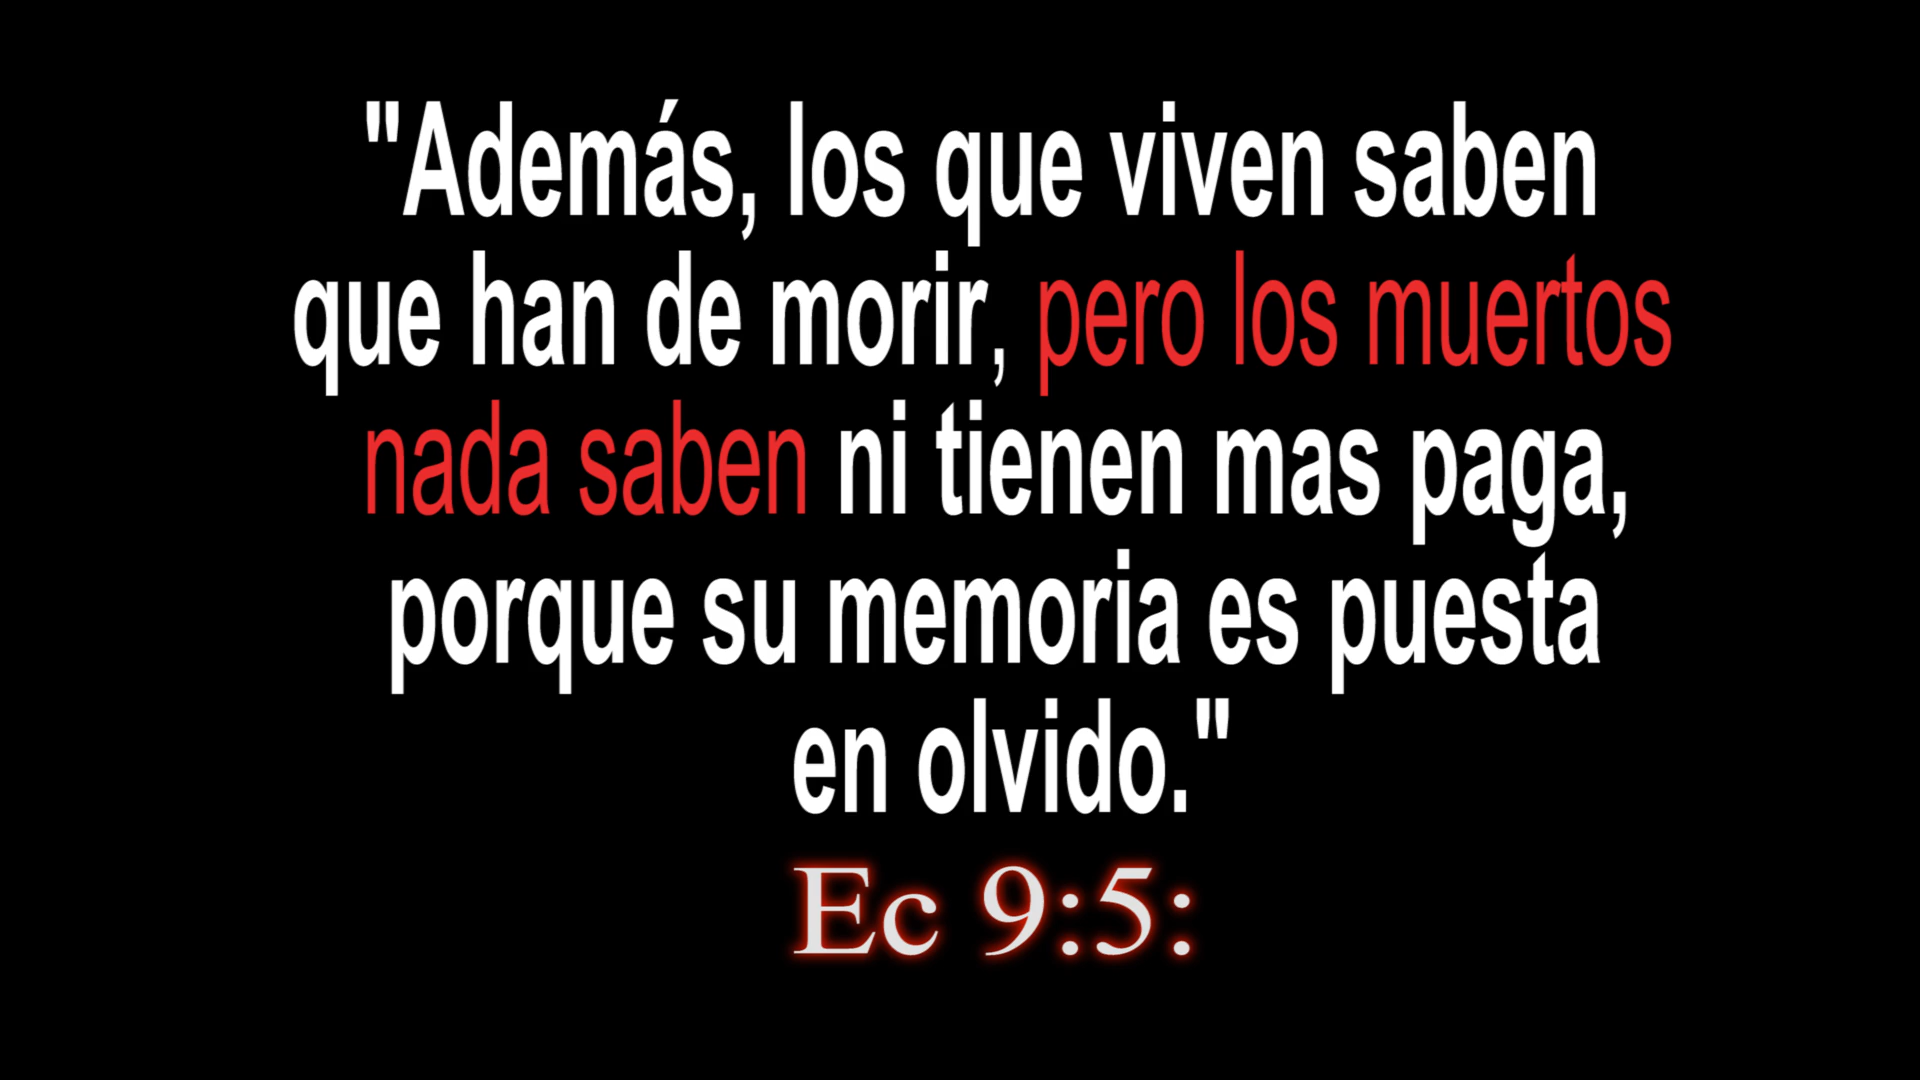 "Además, los que viven saben
que han de morir, pero los muertos
nada saben ni tienen mas paga,
porque su memoria es puesta
en olvido."
Ec 9:5: